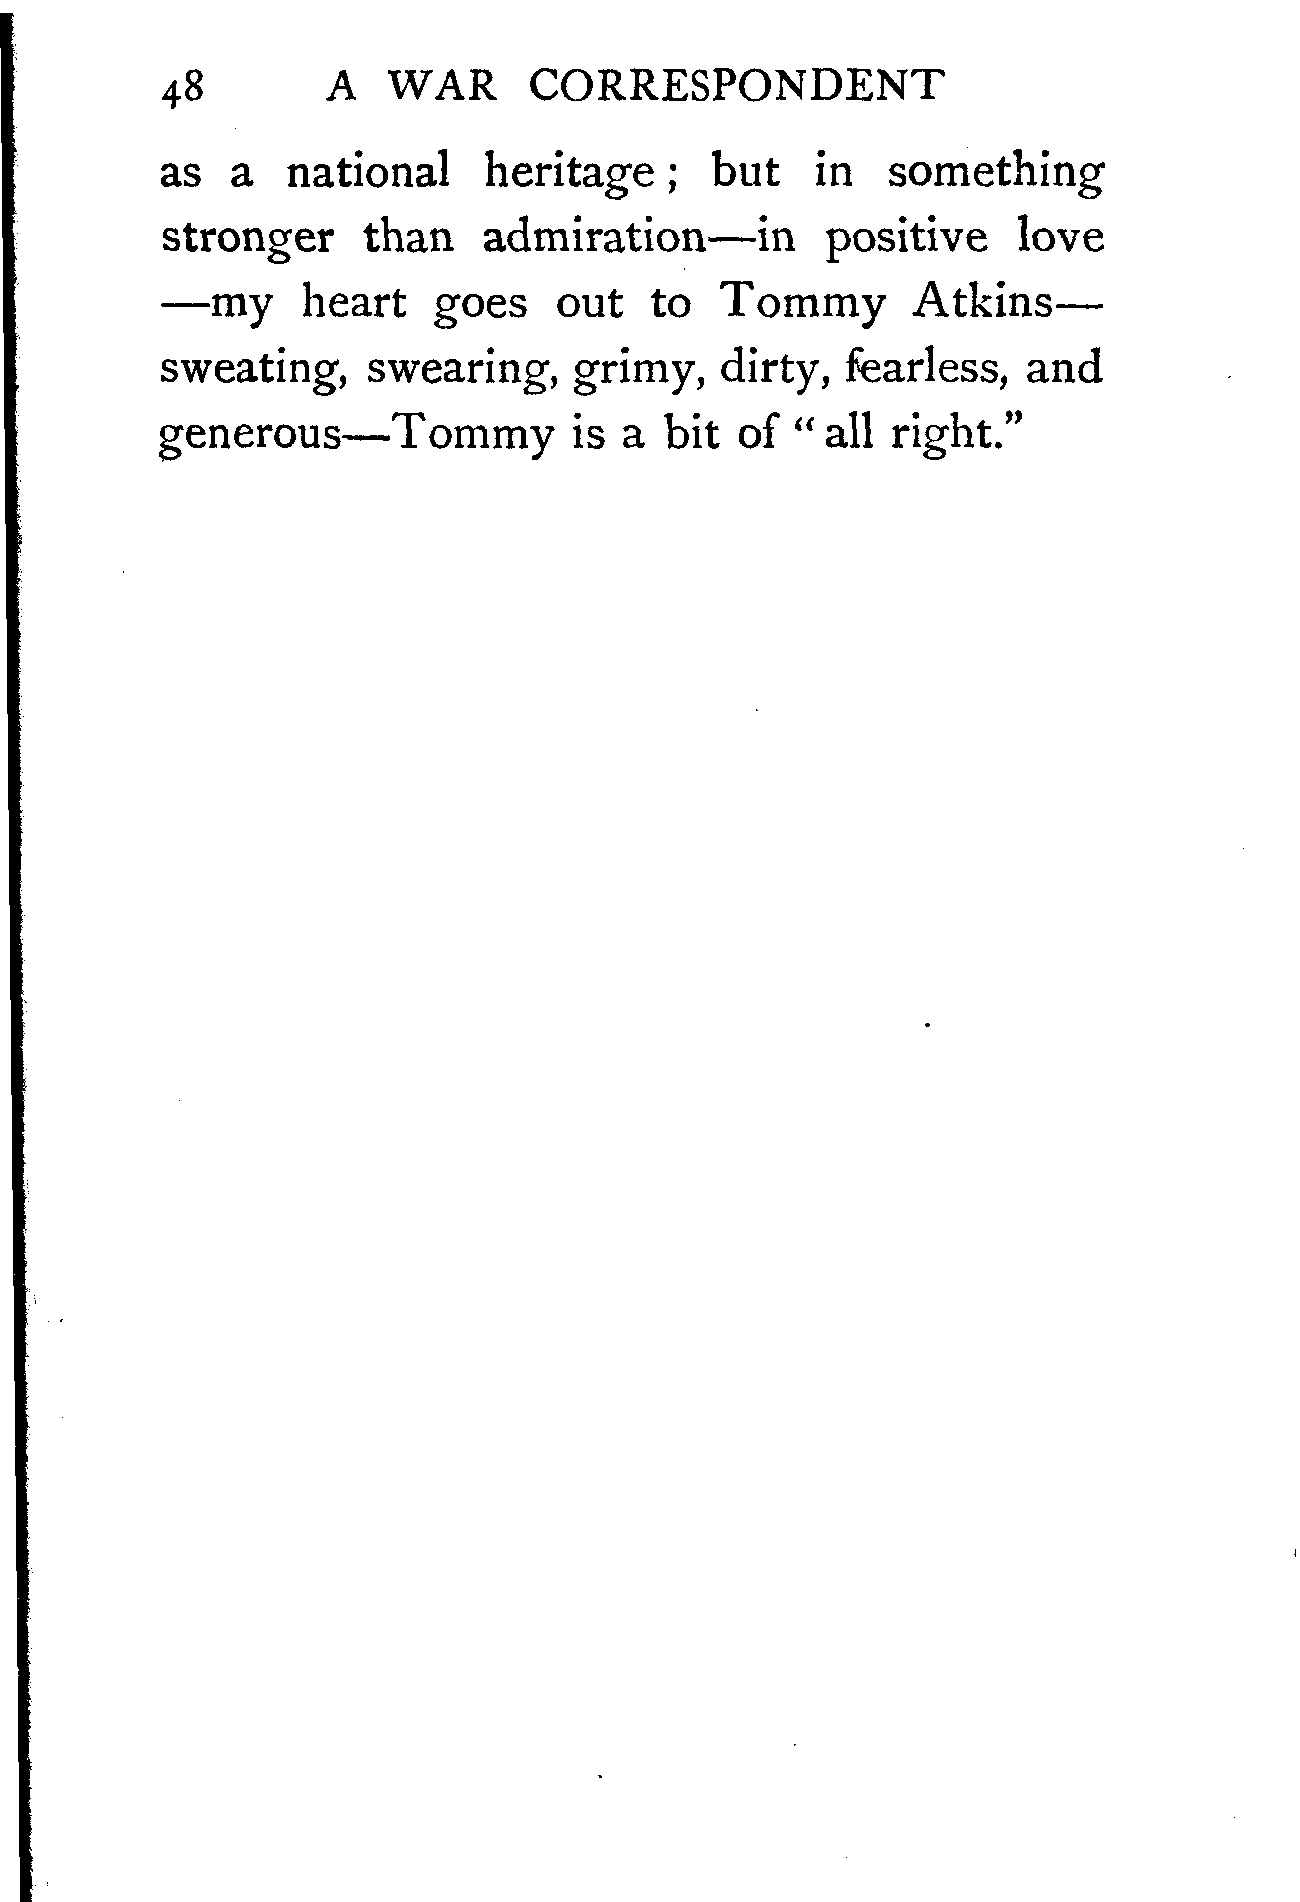 48 A WAR CORRESPONDENT
as a national heritage ; but in something
stronger than admiration—in positive love
—my heart goes out to Tommy Atkins—
sweating, swearing, grimy, dirty, fearless, and
generous—Tommy is a bit of “ all right.”